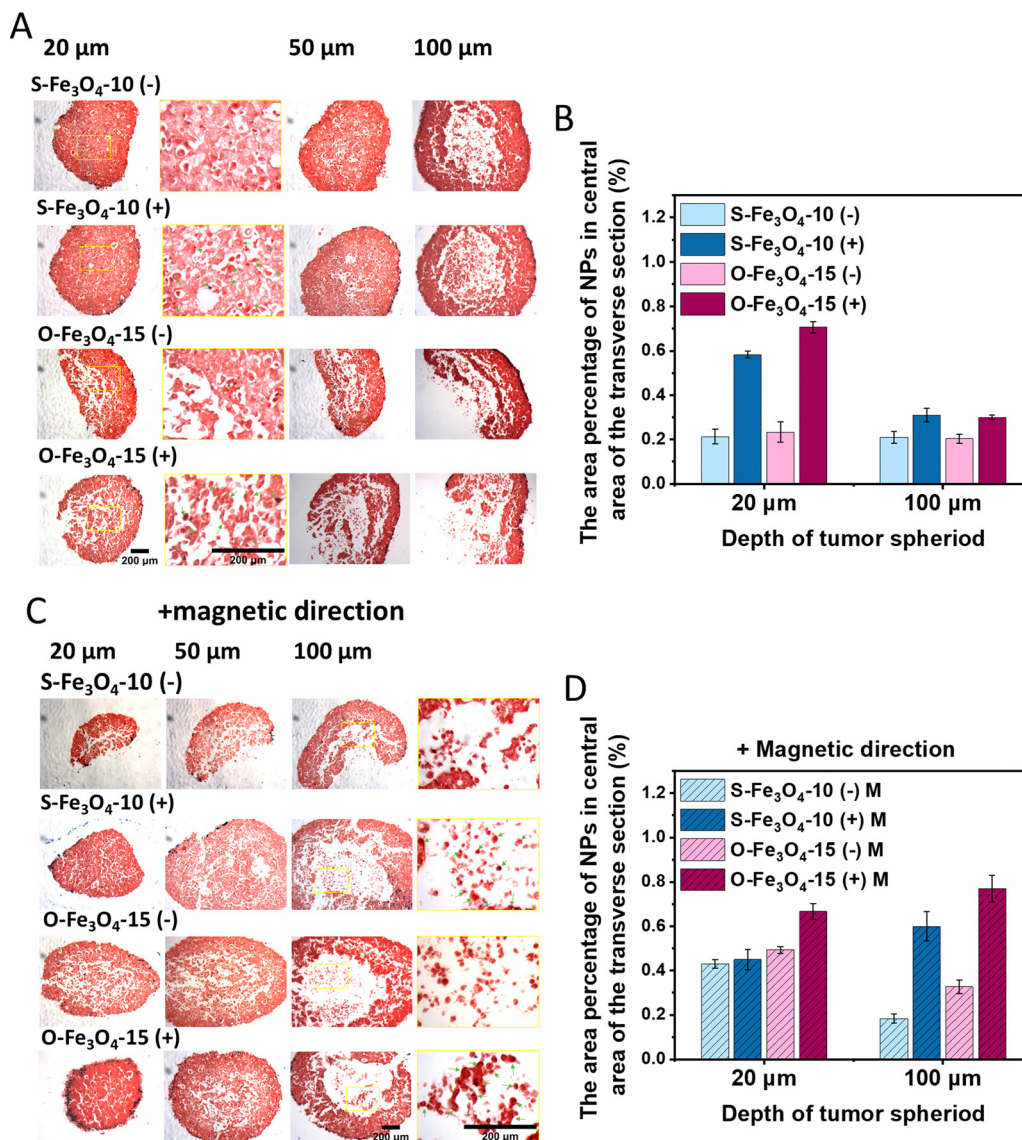 A
20 µm 50 µm 100 µm
S-Fe₃O₄-10 (-)
S-Fe₃O₄-10 (+)
O-Fe₃O₄-15 (-)
O-Fe₃O₄-15 (+)
200 µm 200 µm
B
The area percentage of NPs in central
area of the transverse section (%)
1.2
1.0
0.8
0.6
0.4
0.2
0.0
S-Fe₃O₄-10 (-)
S-Fe₃O₄-10 (+)
O-Fe₃O₄-15 (-)
O-Fe₃O₄-15 (+)
20 µm 100 µm
Depth of tumor spheriod
C
+magnetic direction
20 µm 50 µm 100 µm
S-Fe₃O₄-10 (-)
S-Fe₃O₄-10 (+)
O-Fe₃O₄-15 (-)
O-Fe₃O₄-15 (+)
200 µm 200 µm
D
+ Magnetic direction
The area percentage of NPs in central
area of the transverse section (%)
1.2
1.0
0.8
0.6
0.4
0.2
0.0
S-Fe₃O₄-10 (-) M
S-Fe₃O₄-10 (+) M
O-Fe₃O₄-15 (-) M
O-Fe₃O₄-15 (+) M
20 µm 100 µm
Depth of tumor spheriod